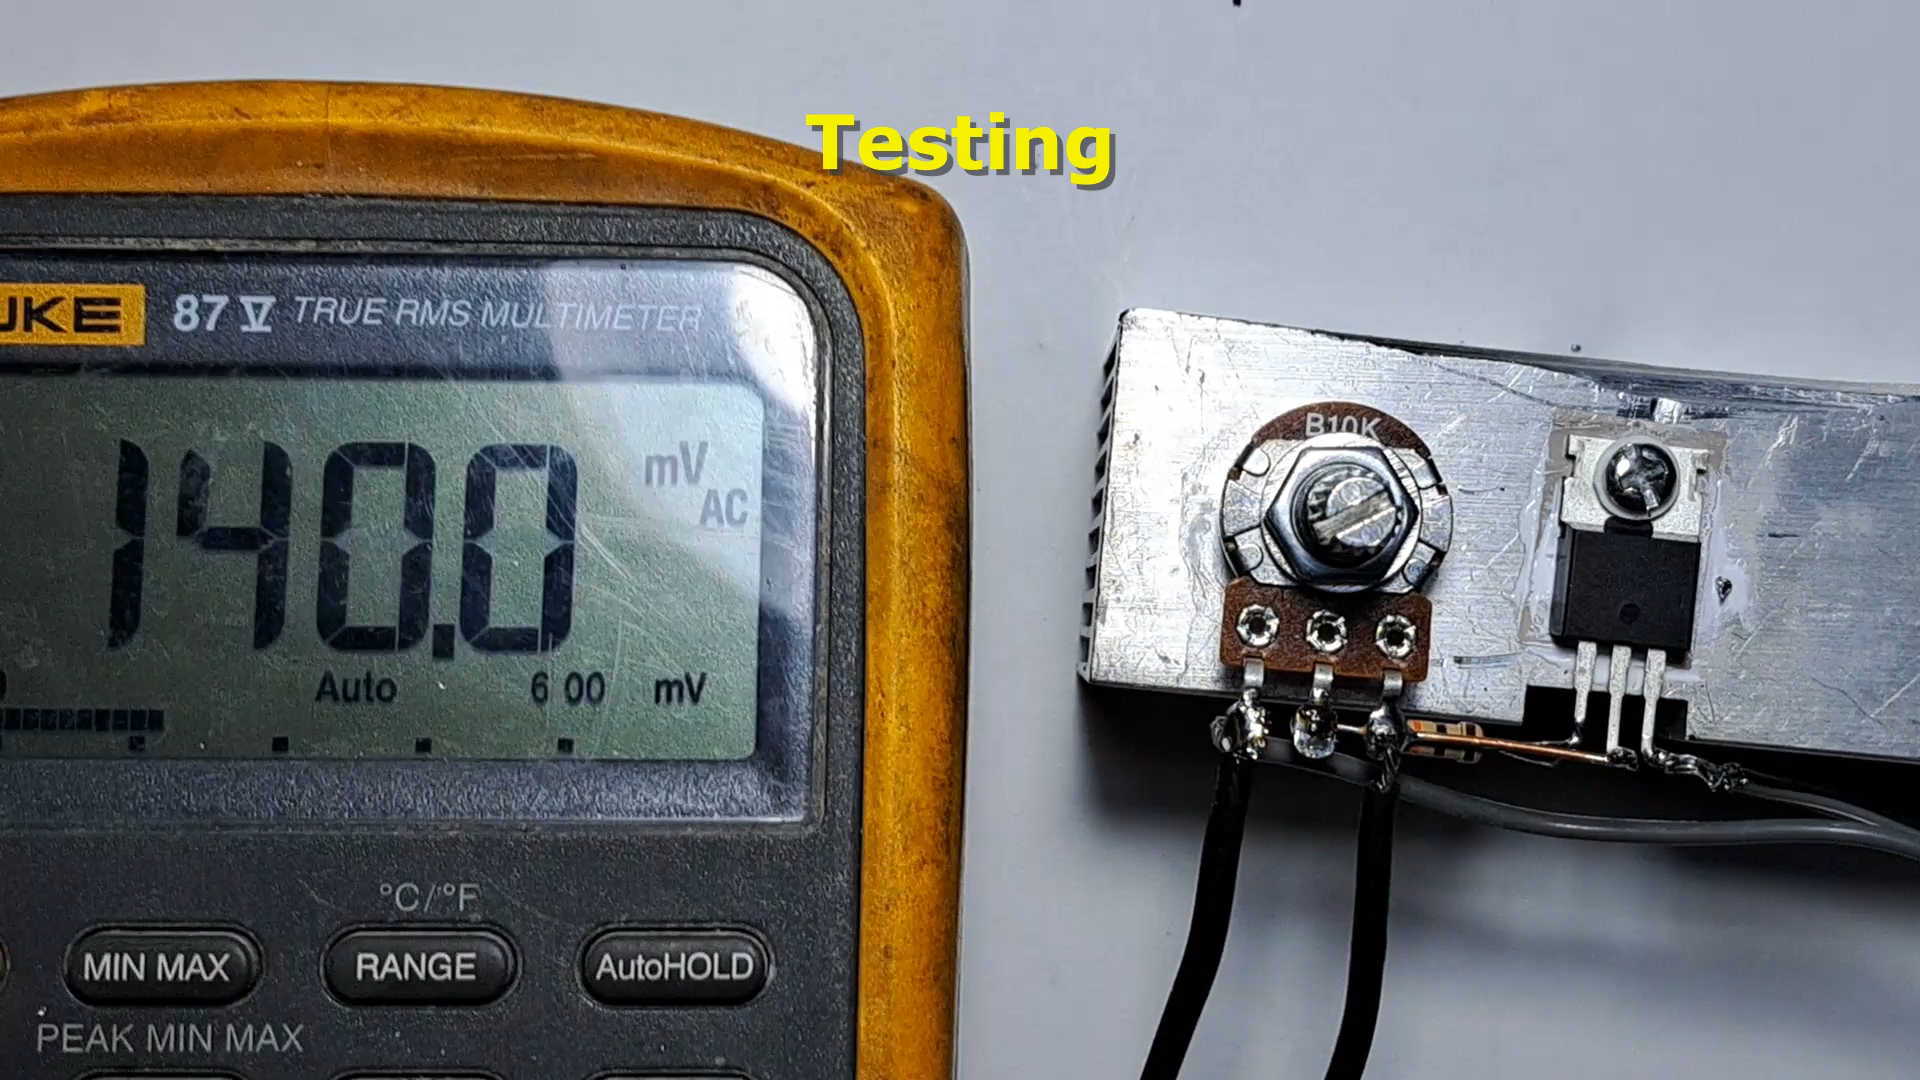 Testing
UKE 87 V TRUE RMS MULTIMETER
140.0 mV AC
Auto 600 mV
B10K
°C/°F
MIN MAX RANGE AutoHOLD
PEAK MIN MAX